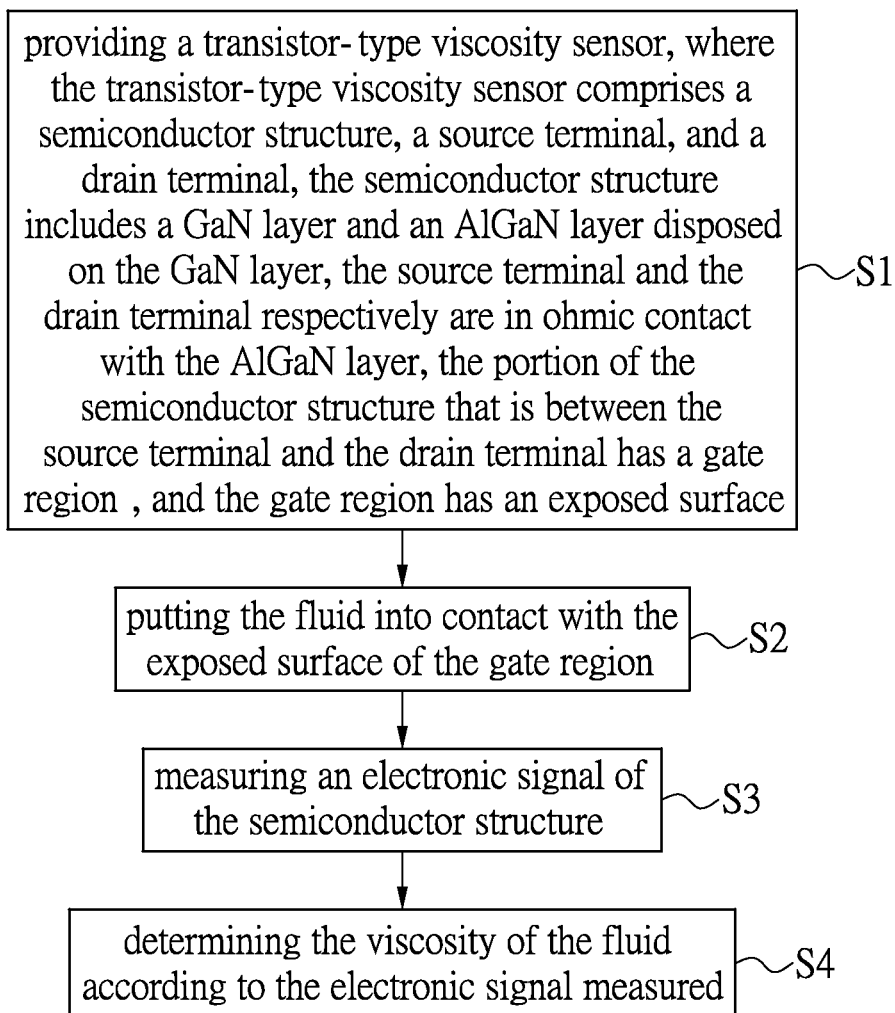 providing a transistor-type viscosity sensor, where
the transistor-type viscosity sensor comprises a
semiconductor structure, a source terminal, and a
drain terminal, the semiconductor structure
includes a GaN layer and an AlGaN layer disposed
on the GaN layer, the source terminal and the
drain terminal respectively are in ohmic contact
with the AlGaN layer, the portion of the
semiconductor structure that is between the
source terminal and the drain terminal has a gate
region , and the gate region has an exposed surface
S1
putting the fluid into contact with the
exposed surface of the gate region
S2
measuring an electronic signal of
the semiconductor structure
S3
determining the viscosity of the fluid
according to the electronic signal measured
S4